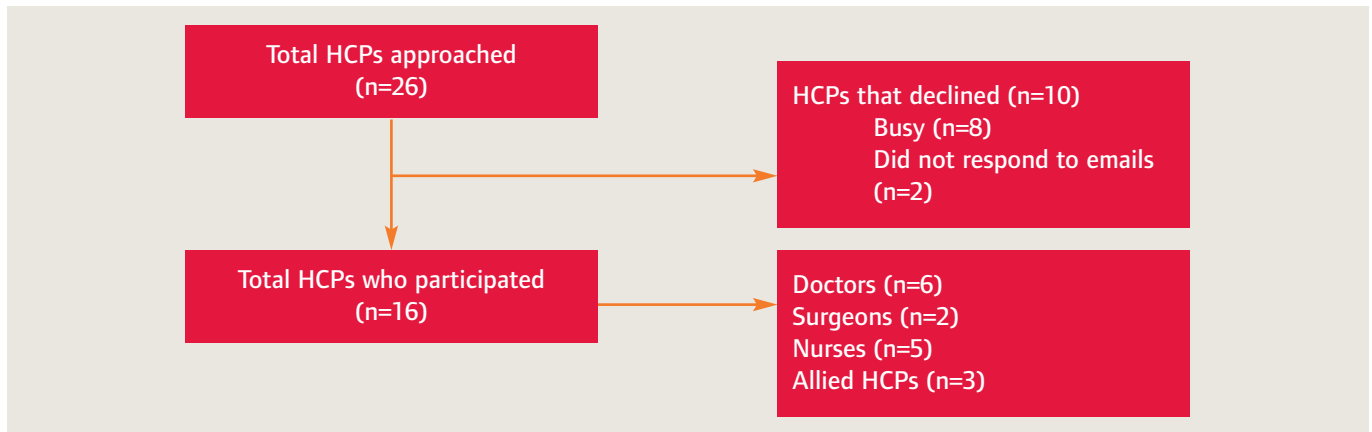 Total HCPs approached
(n=26)
HCPs that declined (n=10)
Busy (n=8)
Did not respond to emails
(n=2)
Total HCPs who participated
(n=16)
Doctors (n=6)
Surgeons (n=2)
Nurses (n=5)
Allied HCPs (n=3)